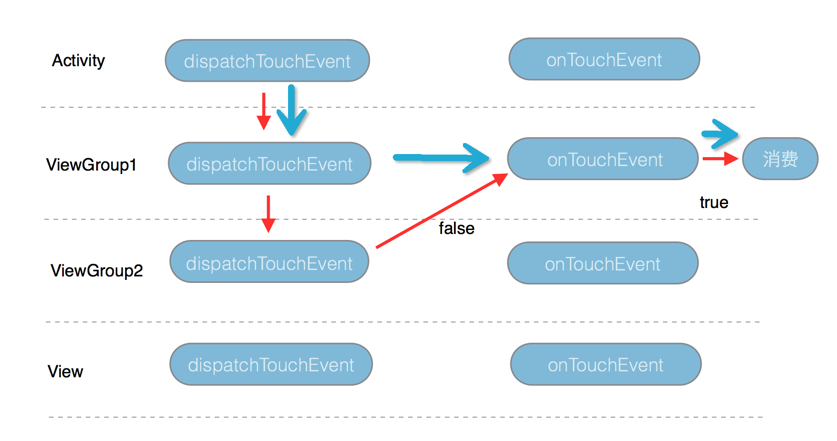 Activity
dispatchTouchEvent
onTouchEvent
ViewGroup1
dispatchTouchEvent
onTouchEvent
消费
true
false
ViewGroup2
dispatchTouchEvent
onTouchEvent
View
dispatchTouchEvent
onTouchEvent